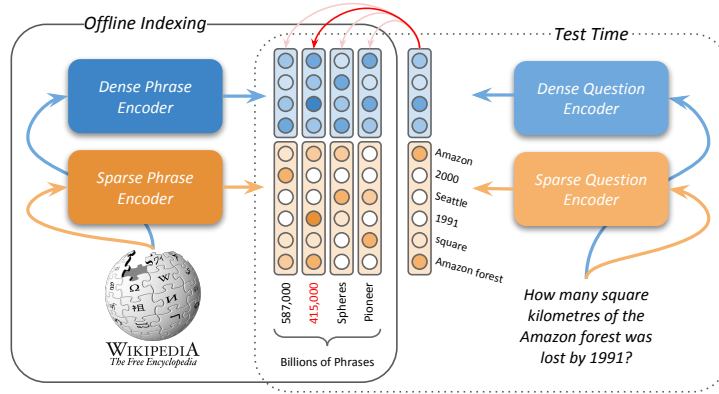 Offline Indexing
Test Time
Dense Phrase
Encoder
Dense Question
Encoder
Sparse Phrase
Encoder
Sparse Question
Encoder
Amazon
2000
Seattle
1991
square
Amazon forest
587,000
415,000
Spheres
Pioneer
Billions of Phrases
Ω
W
И
祖
WIKIPEDIA
The Free Encyclopedia
How many square
kilometres of the
Amazon forest was
lost by 1991?